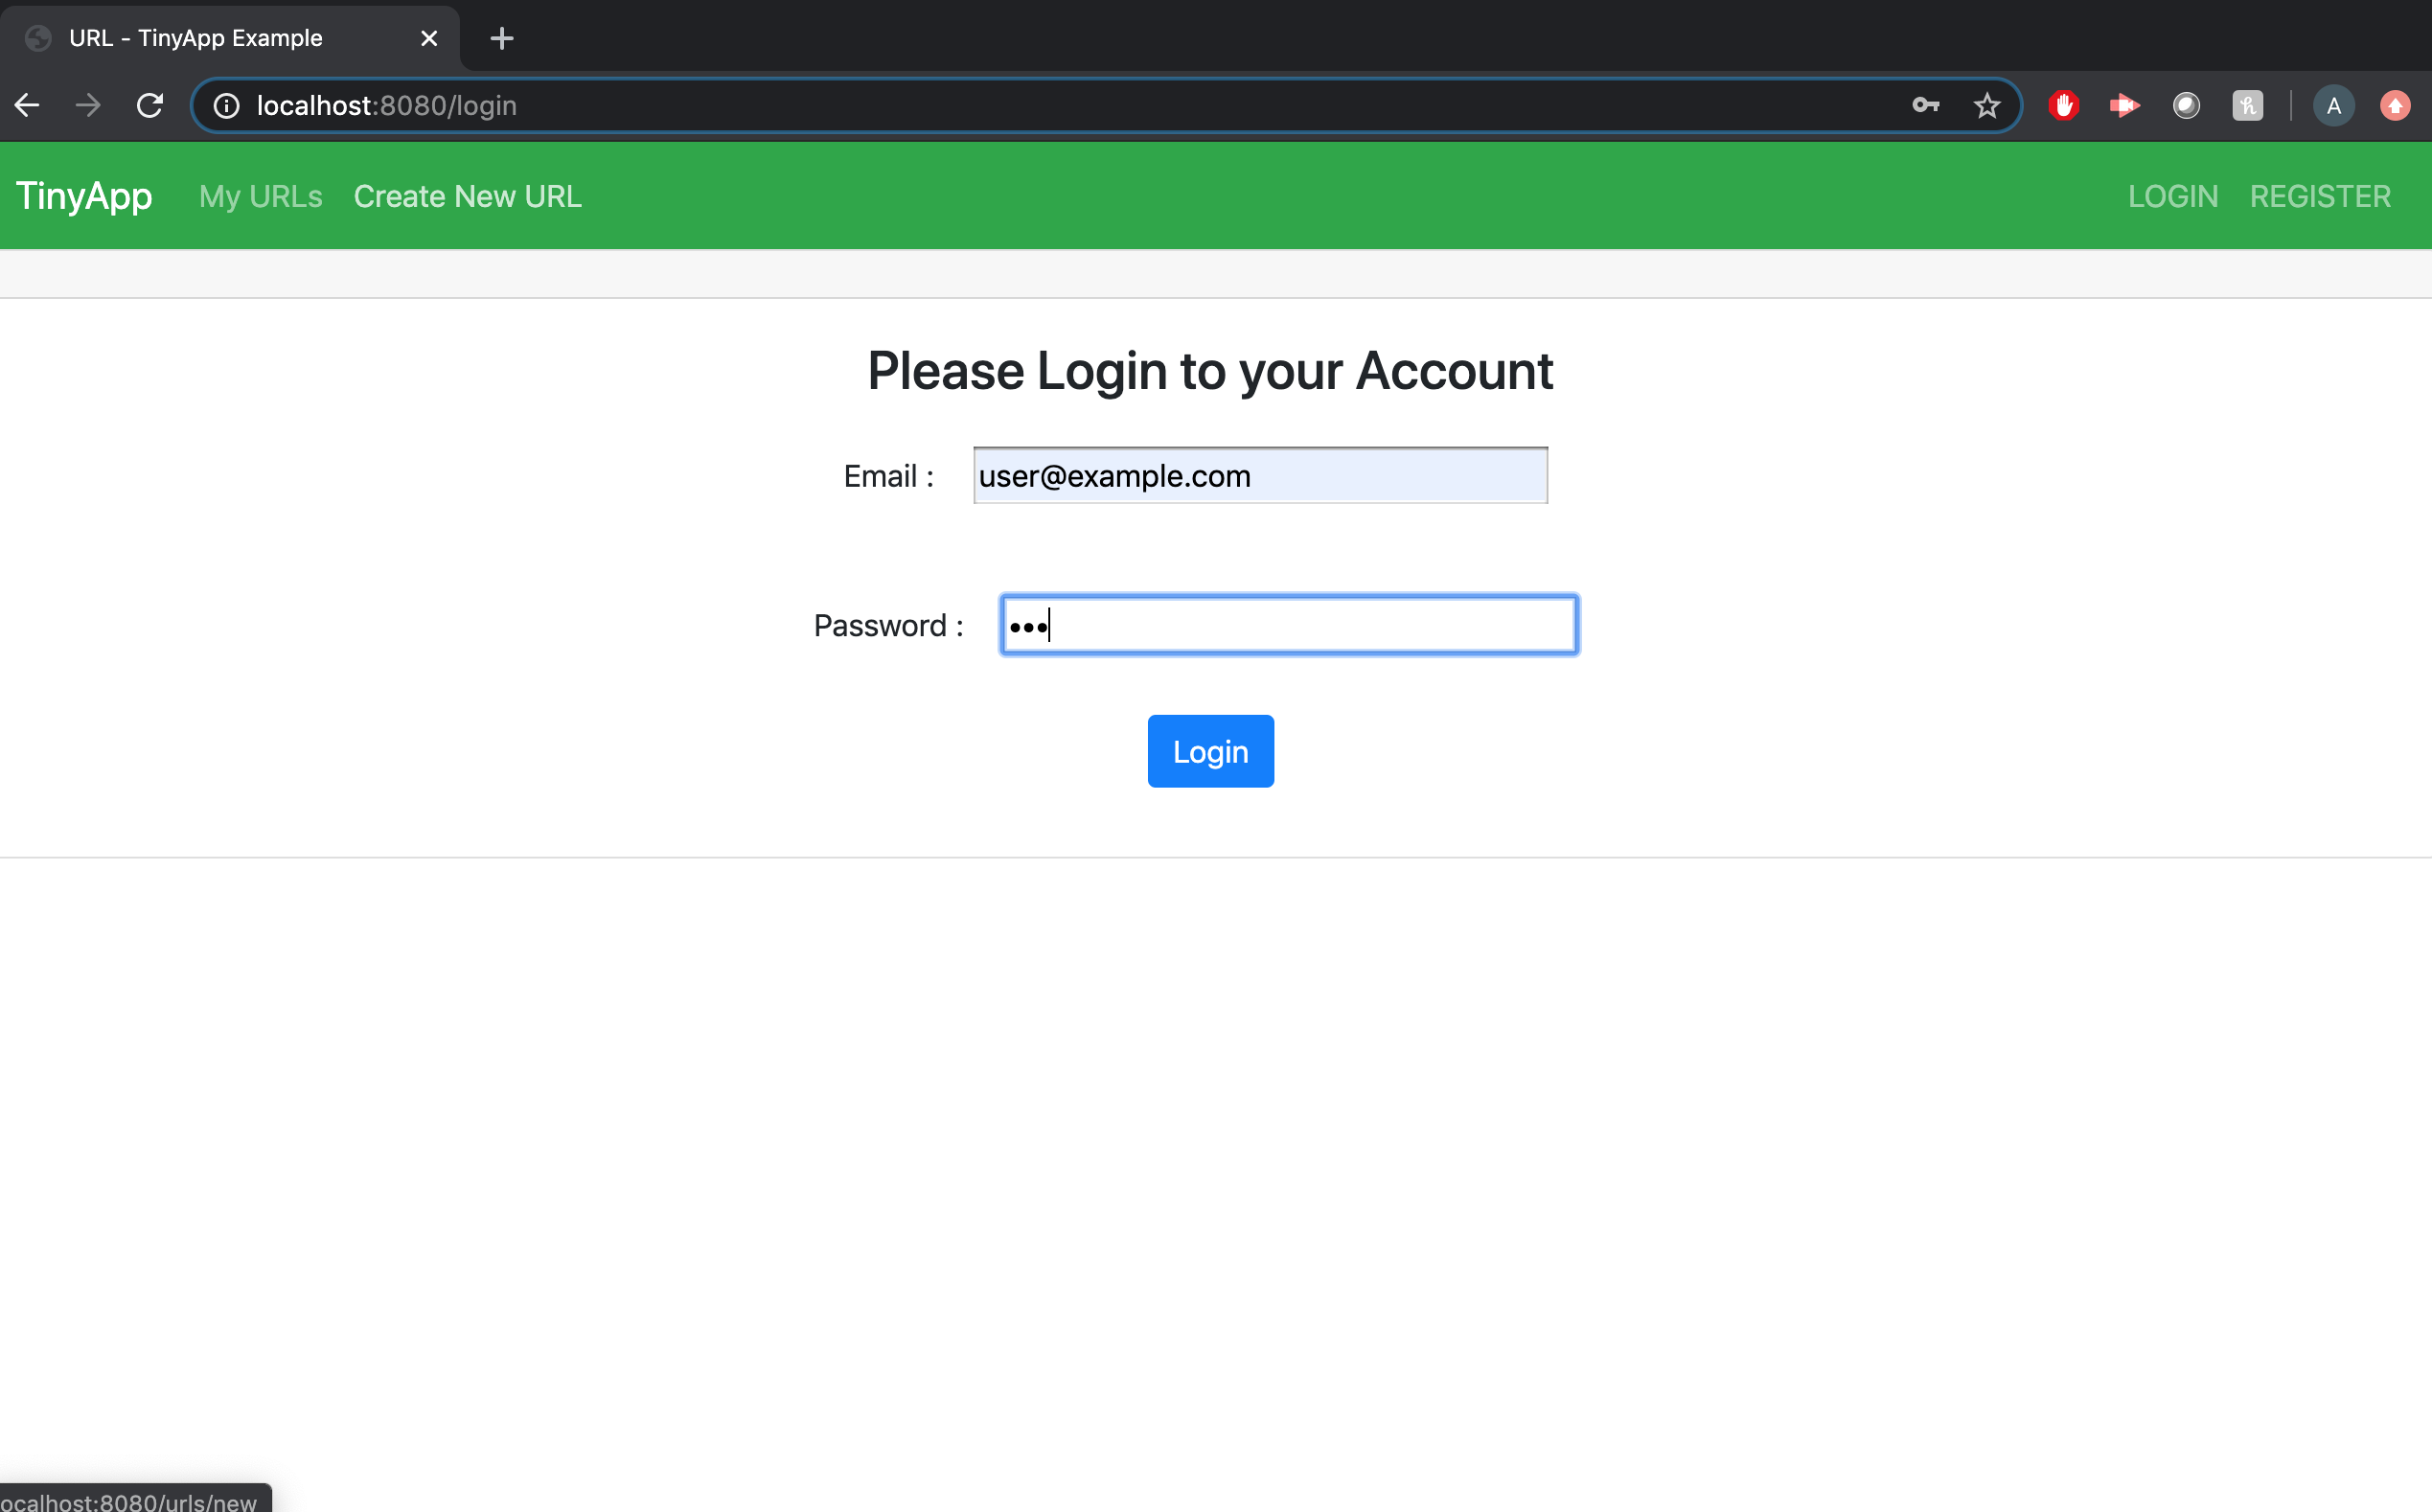 URL - TinyApp Example
localhost:8080/login
A
TinyApp My URLs Create New URL LOGIN REGISTER
Please Login to your Account
Email : user@example.com
Password : •••
Login
ocalhost:8080/urls/new